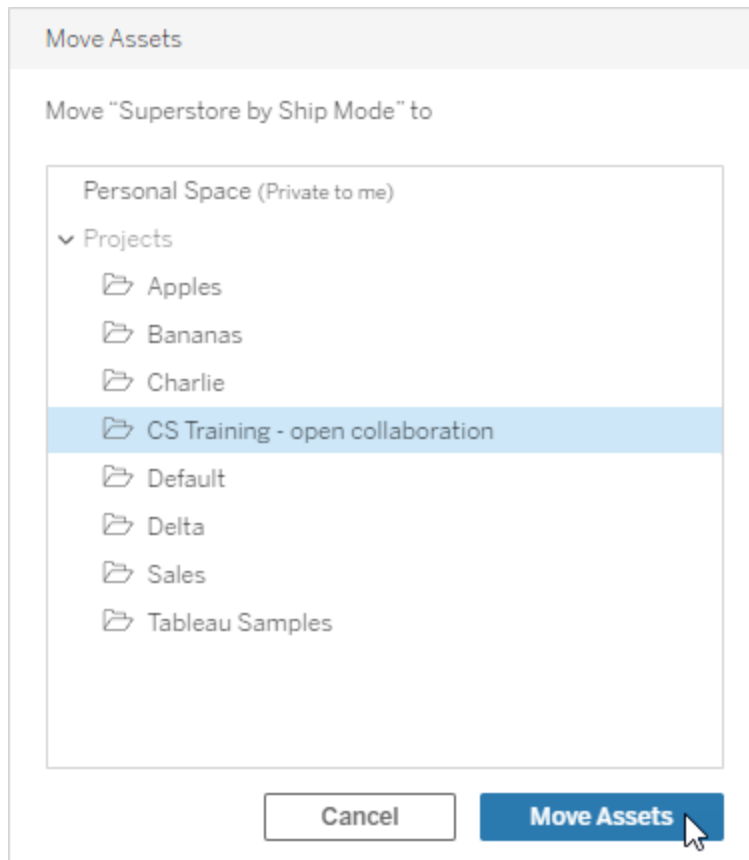 Move Assets
Move “Superstore by Ship Mode” to
Personal Space (Private to me)
Projects
Apples
Bananas
Charlie
CS Training - open collaboration
Default
Delta
Sales
Tableau Samples
Cancel
Move Assets